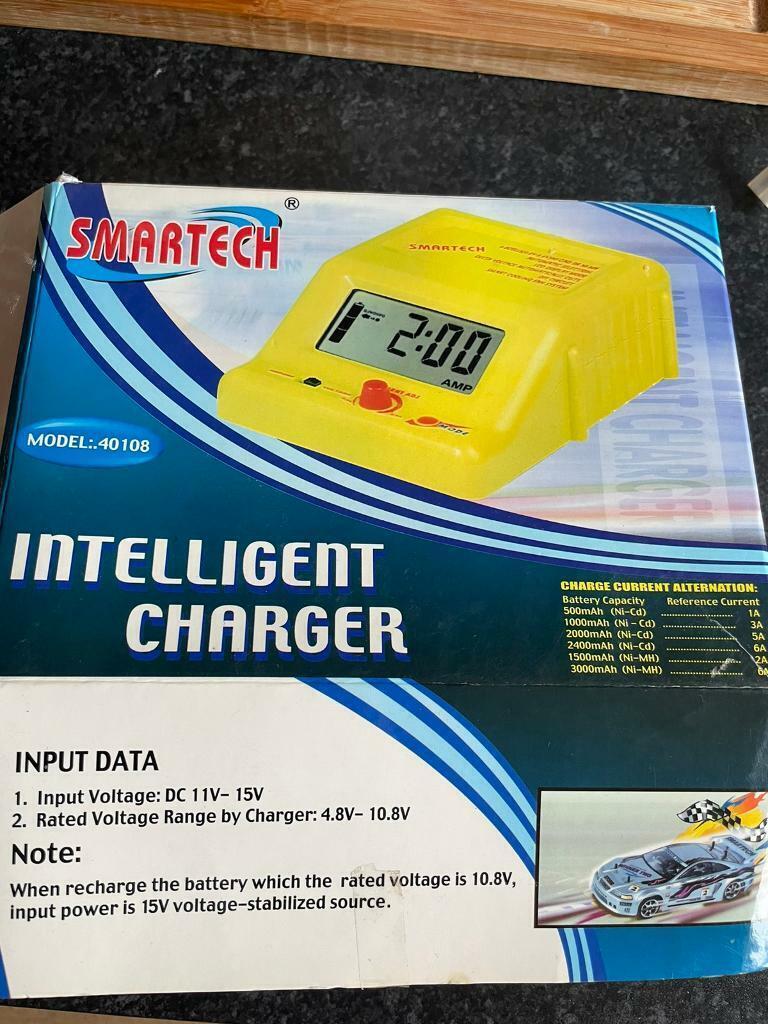 SMARTECH®
SMARTECH
2:00
AMP
MODE
MODEL:.40108
INTELLIGENT
CHARGER
CHARGE CURRENT ALTERNATION:
Battery Capacity Reference Current
500mAh (Ni-Cd) ........................ 1A
1000mAh (Ni-Cd) ........................ 3A
2000mAh (Ni-Cd) ........................ 5A
2400mAh (Ni-Cd) ........................ 6A
1500mAh (Ni-MH) ........................ 2A
3000mAh (Ni-MH) ........................ 6A
INPUT DATA
1. Input Voltage: DC 11V- 15V
2. Rated Voltage Range by Charger: 4.8V- 10.8V
Note:
When recharge the battery which the rated voltage is 10.8V,
input power is 15V voltage-stabilized source.